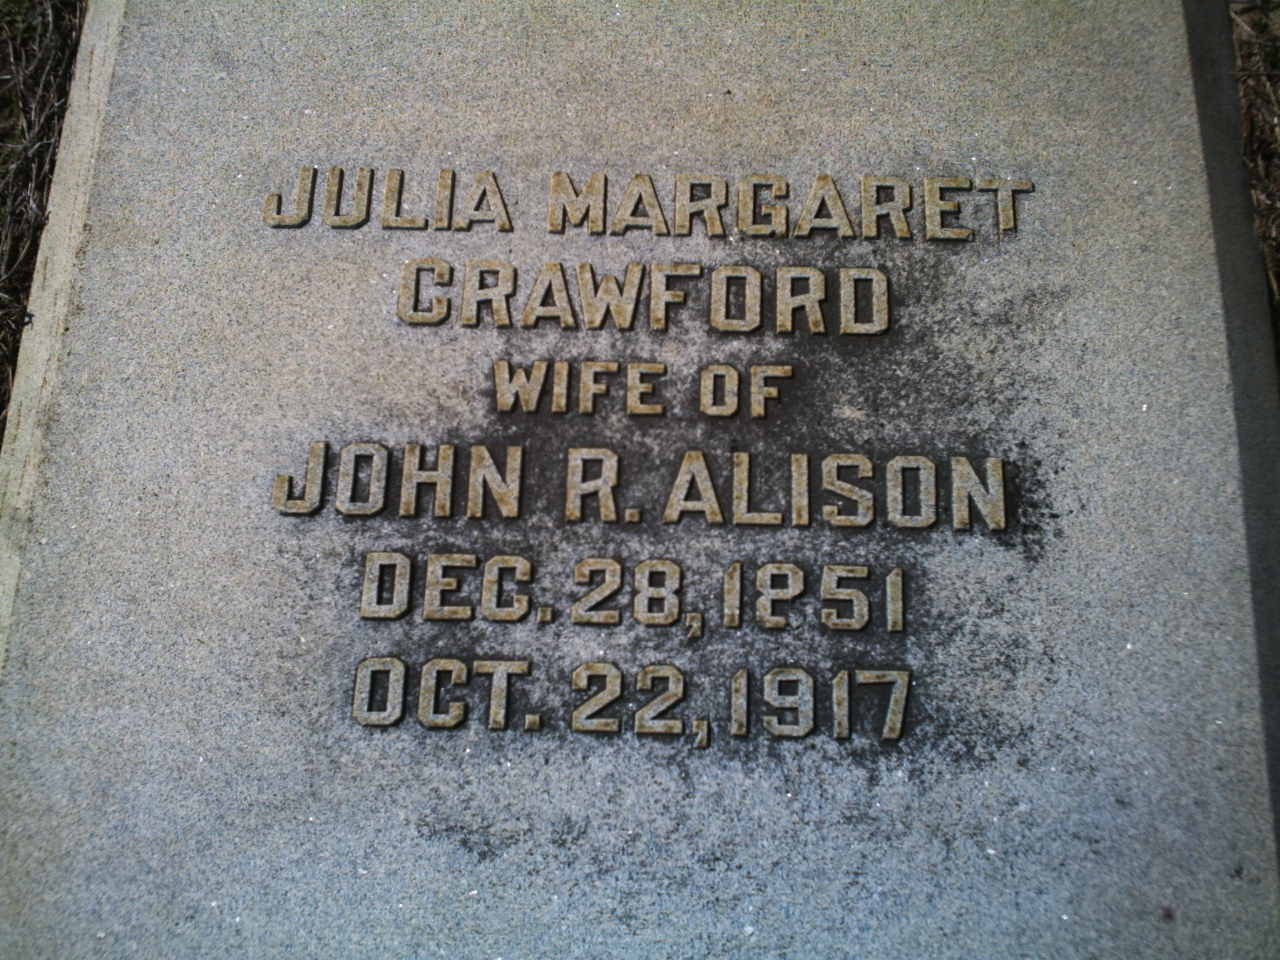 JULIA MARGARET
CRAWFORD
WIFE OF
JOHN R. ALISON
DEC. 28, 1851
OCT. 22, 1917